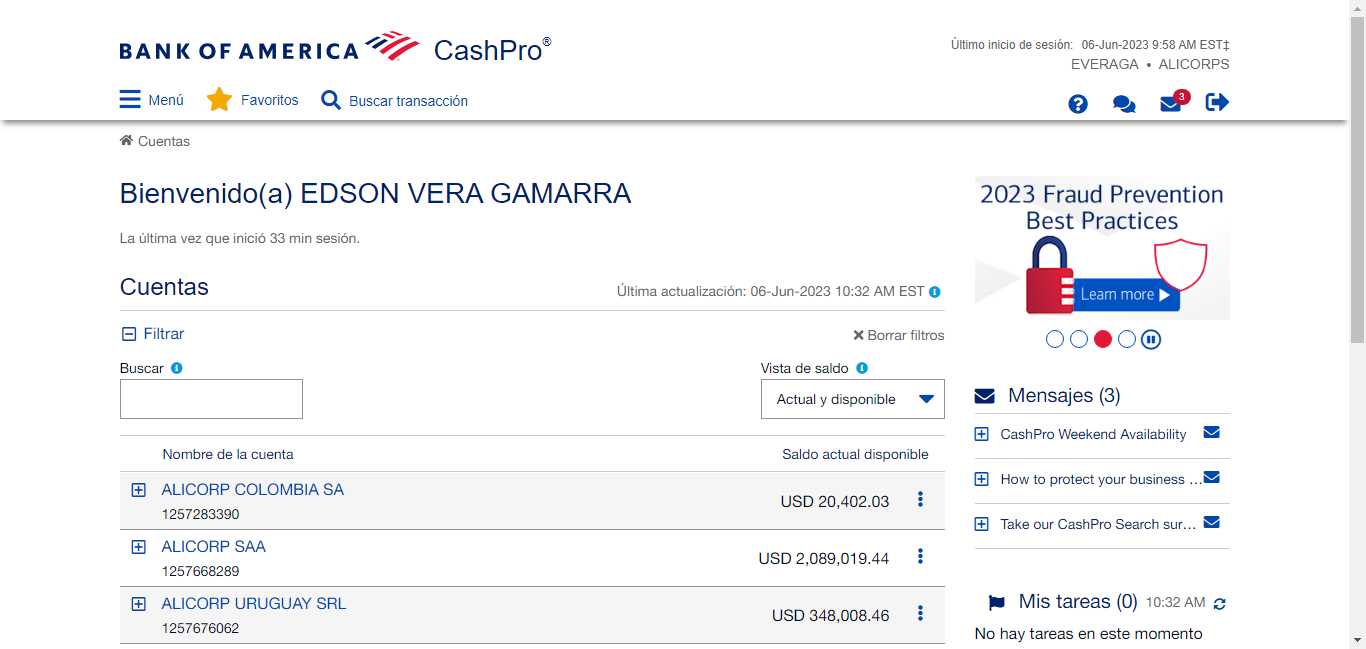 BANK OF AMERICA CashPro®
Último inicio de sesión: 06-Jun-2023 9:58 AM EST‡
EVERAGA • ALICORPS
Menú Favoritos Buscar transacción
3
Cuentas
Bienvenido(a) EDSON VERA GAMARRA
La última vez que inició 33 min sesión.
Cuentas
Última actualización: 06-Jun-2023 10:32 AM EST
Filtrar
Borrar filtros
Buscar
Vista de saldo
Actual y disponible
Nombre de la cuenta Saldo actual disponible
ALICORP COLOMBIA SA
1257283390
USD 20,402.03
ALICORP SAA
1257668289
USD 2,089,019.44
ALICORP URUGUAY SRL
1257676062
USD 348,008.46
2023 Fraud Prevention
Best Practices
Learn more
Mensajes (3)
CashPro Weekend Availability
How to protect your business ...
Take our CashPro Search sur...
Mis tareas (0) 10:32 AM
No hay tareas en este momento